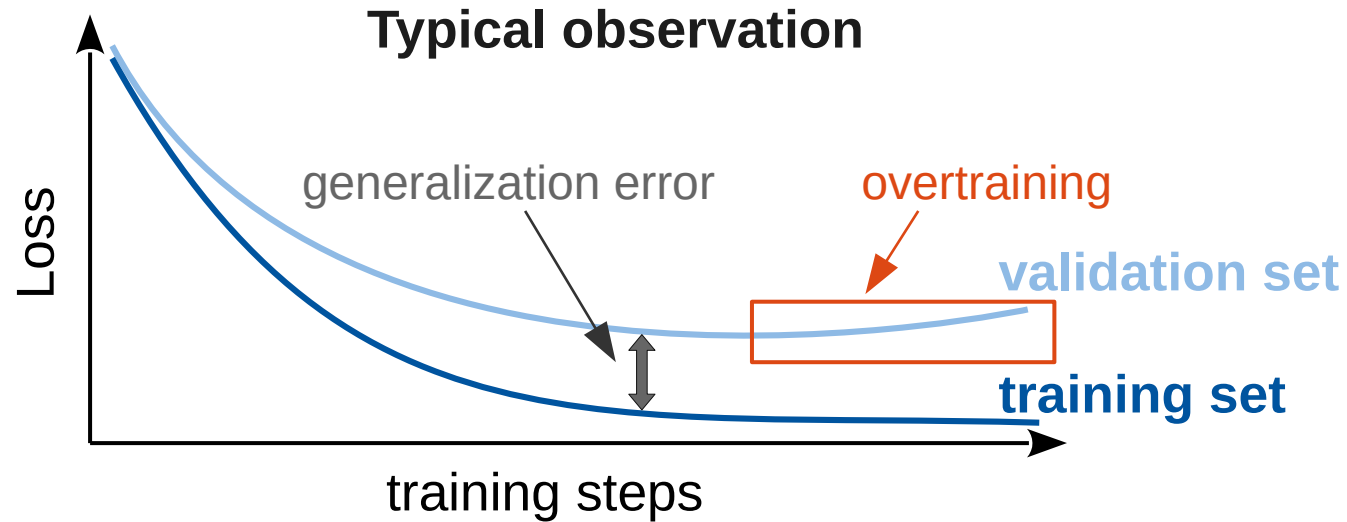 Typical observation
generalization error
overtraining
Loss
validation set
training set
training steps